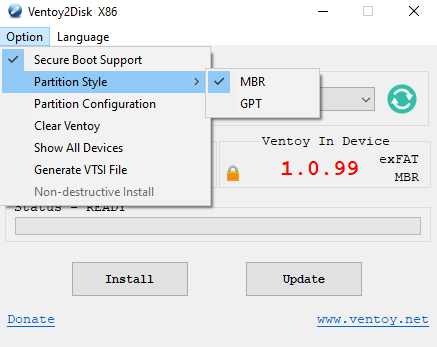 Ventoy2Disk X86
Option Language
Secure Boot Support
Partition Style
MBR
GPT
Partition Configuration
Clear Ventoy
Show All Devices
Generate VTSI File
Non-destructive Install
Ventoy In Device
1.0.99
exFAT
MBR
Status - READY
Install
Update
Donate
www.ventoy.net